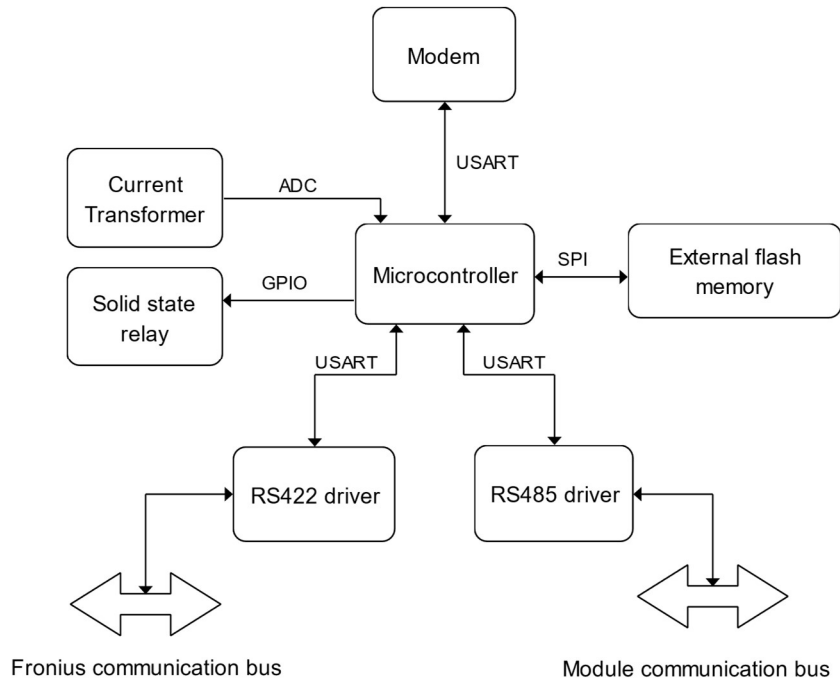 Modem
USART
Current
Transformer
ADC
Microcontroller
SPI
External flash
memory
Solid state
relay
GPIO
USART
USART
RS422 driver
RS485 driver
Fronius communication bus
Module communication bus